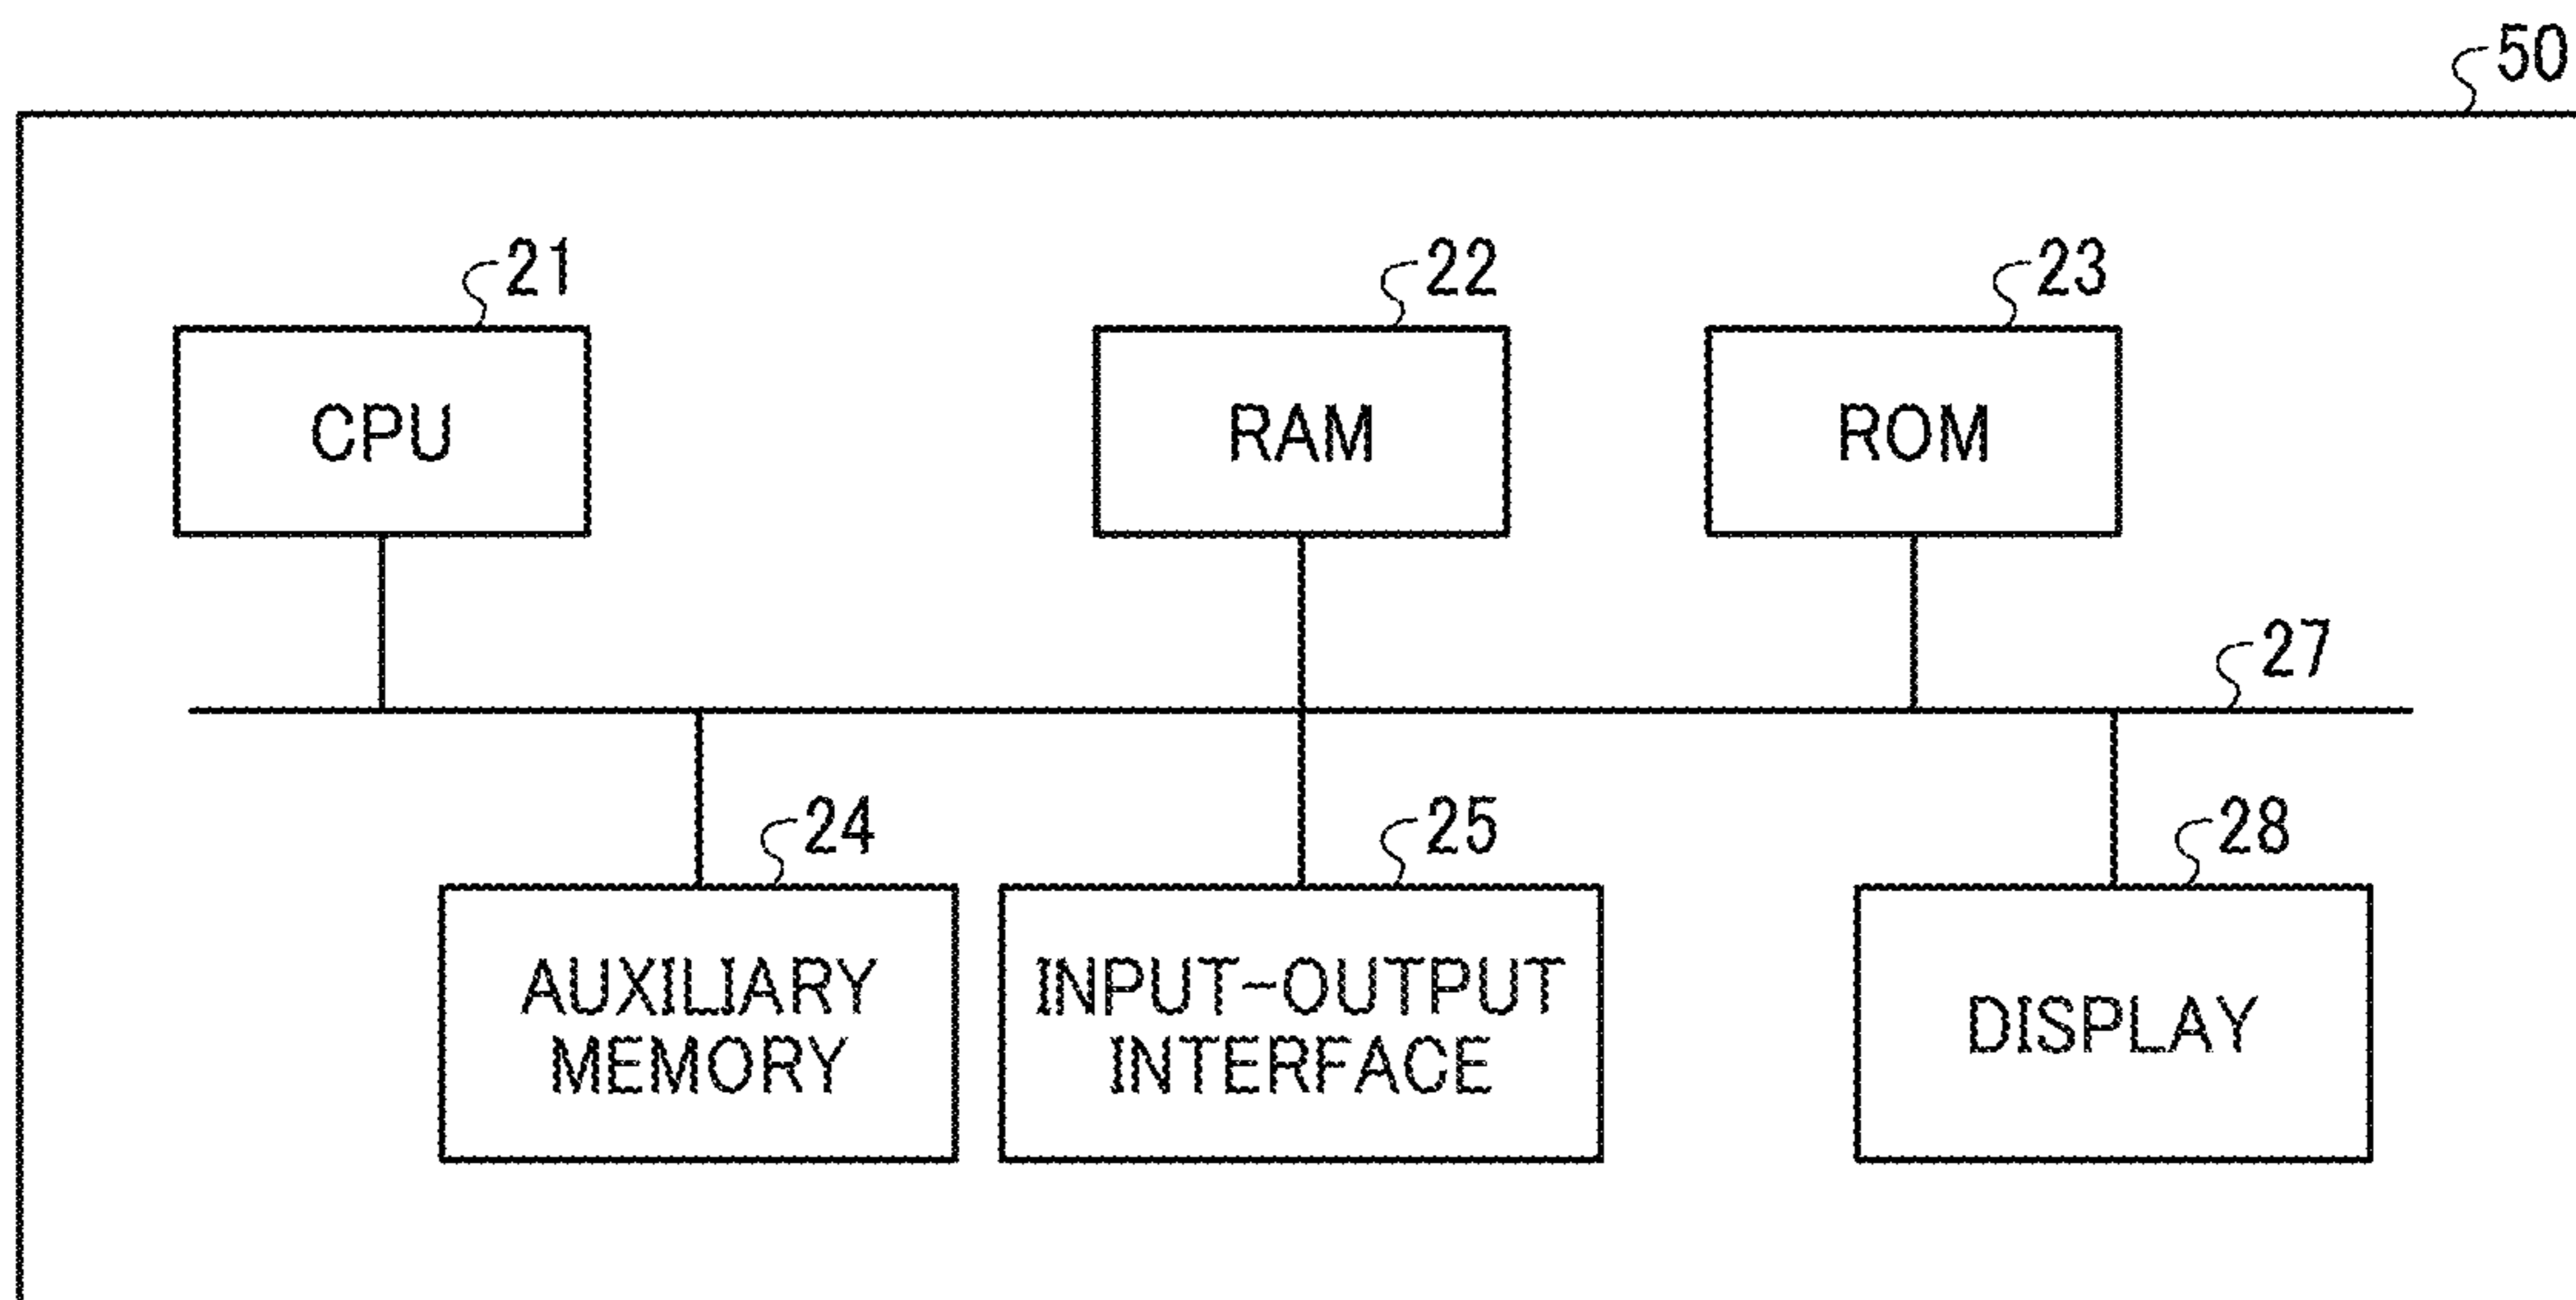 50
21
22
23
CPU
RAM
ROM
27
24
25
28
AUXILIARY
MEMORY
INPUT-OUTPUT
INTERFACE
DISPLAY